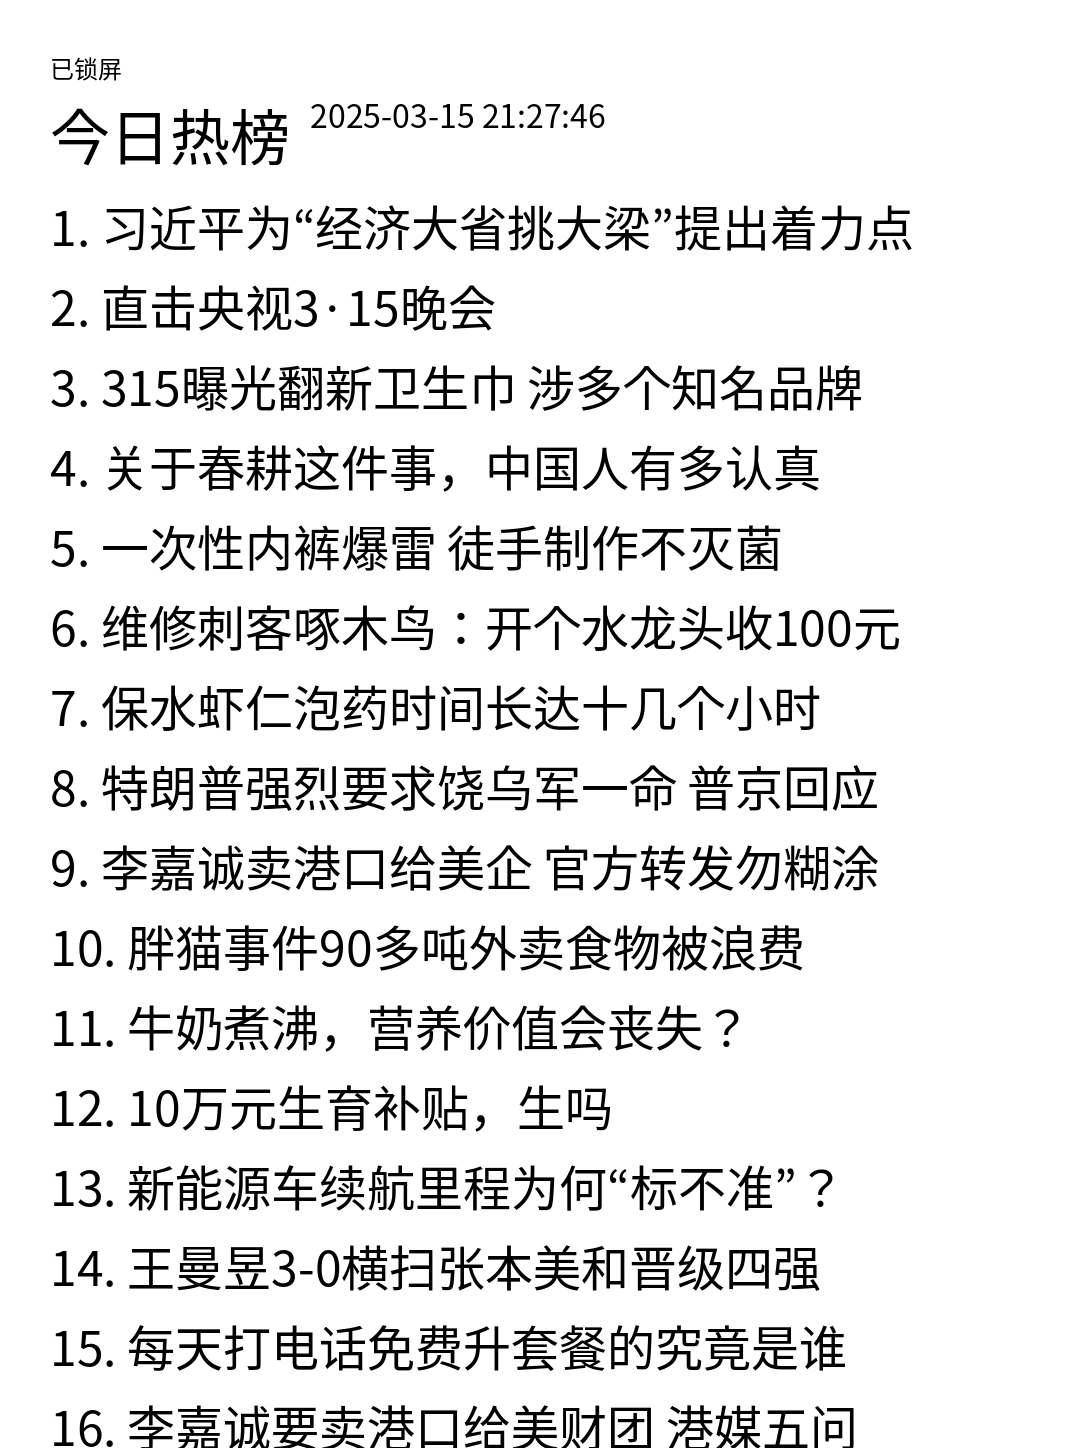 已锁屏
今日热榜 2025-03-15 21:27:46
1. 习近平为“经济大省挑大梁”提出着力点
2. 直击央视3·15晚会
3. 315曝光翻新卫生巾 涉多个知名品牌
4. 关于春耕这件事，中国人有多认真
5. 一次性内裤爆雷 徒手制作不灭菌
6. 维修刺客啄木鸟：开个水龙头收100元
7. 保水虾仁泡药时间长达十几个小时
8. 特朗普强烈要求饶乌军一命 普京回应
9. 李嘉诚卖港口给美企 官方转发勿糊涂
10. 胖猫事件90多吨外卖食物被浪费
11. 牛奶煮沸，营养价值会丧失？
12. 10万元生育补贴，生吗
13. 新能源车续航里程为何“标不准”？
14. 王曼昱3-0横扫张本美和晋级四强
15. 每天打电话免费升套餐的究竟是谁
16. 李嘉诚要卖港口给美财团 港媒五问